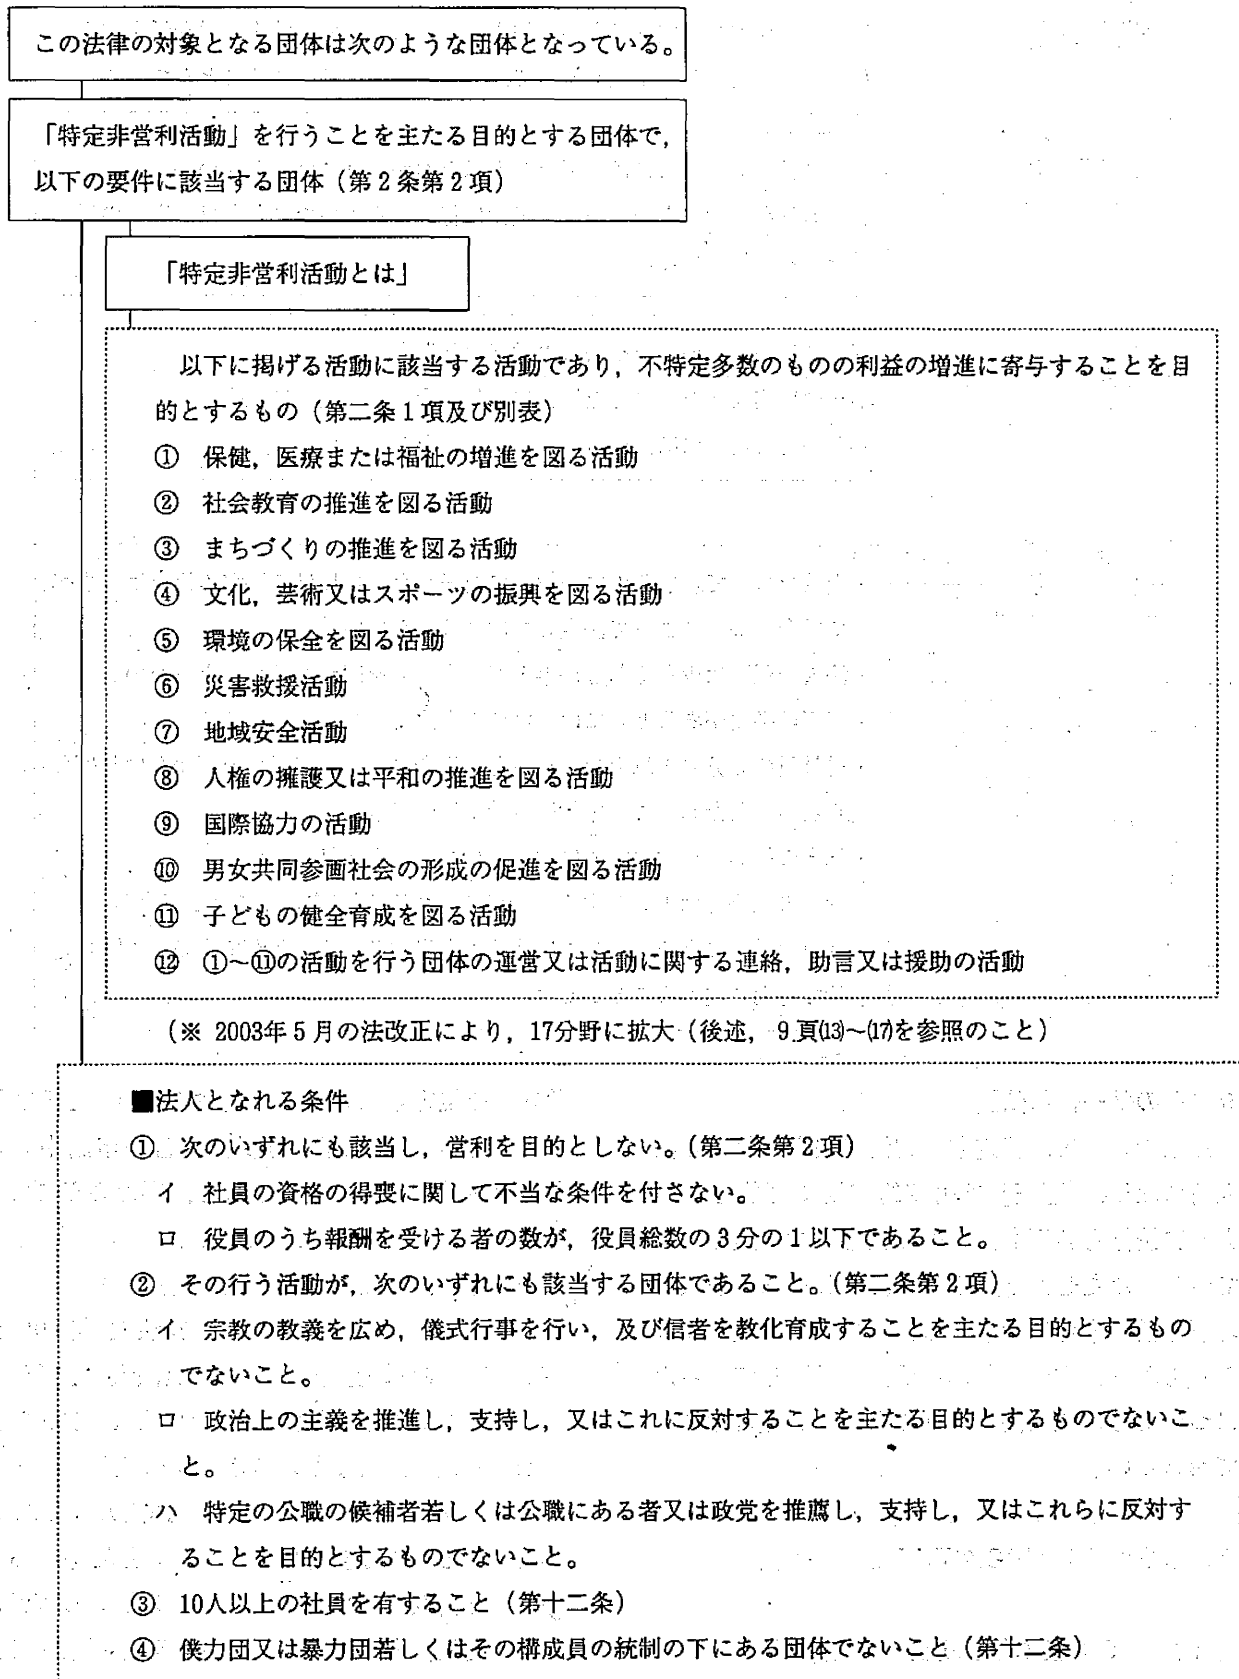 この法律の対象となる団体は次のような団体となっている。
「特定非営利活動」を行うことを主たる目的とする団体で，
以下の要件に該当する団体（第２条第２項）
「特定非営利活動とは」
以下に掲げる活動に該当する活動であり，不特定多数のものの利益の増進に寄与することを目
的とするもの（第二条１項及び別表）
① 保健，医療または福祉の増進を図る活動
② 社会教育の推進を図る活動
③ まちづくりの推進を図る活動
④ 文化，芸術又はスポーツの振興を図る活動
⑤ 環境の保全を図る活動
⑥ 災害救援活動
⑦ 地域安全活動
⑧ 人権の擁護又は平和の推進を図る活動
⑨ 国際協力の活動
⑩ 男女共同参画社会の形成の促進を図る活動
⑪ 子どもの健全育成を図る活動
⑫ ①～⑪の活動を行う団体の運営又は活動に関する連絡，助言又は援助の活動
（※ 2003年５月の法改正により，17分野に拡大（後述，９頁⒀～⒄を参照のこと）
■法人となれる条件
① 次のいずれにも該当し，営利を目的としない。（第二条第２項）
イ 社員の資格の得喪に関して不当な条件を付さない。
ロ 役員のうち報酬を受ける者の数が，役員総数の３分の１以下であること。
② その行う活動が，次のいずれにも該当する団体であること。（第二条第２項）
イ 宗教の教義を広め，儀式行事を行い，及び信者を教化育成することを主たる目的とするもの
でないこと。
ロ 政治上の主義を推進し，支持し，又はこれに反対することを主たる目的とするものでないこ
と。
ハ 特定の公職の候補者若しくは公職にある者又は政党を推薦し，支持し，又はこれらに反対す
ることを目的とするものでないこと。
③ 10人以上の社員を有すること（第十二条）
④ 僕力団又は暴力団若しくはその構成員の統制の下にある団体でないこと（第十二条）